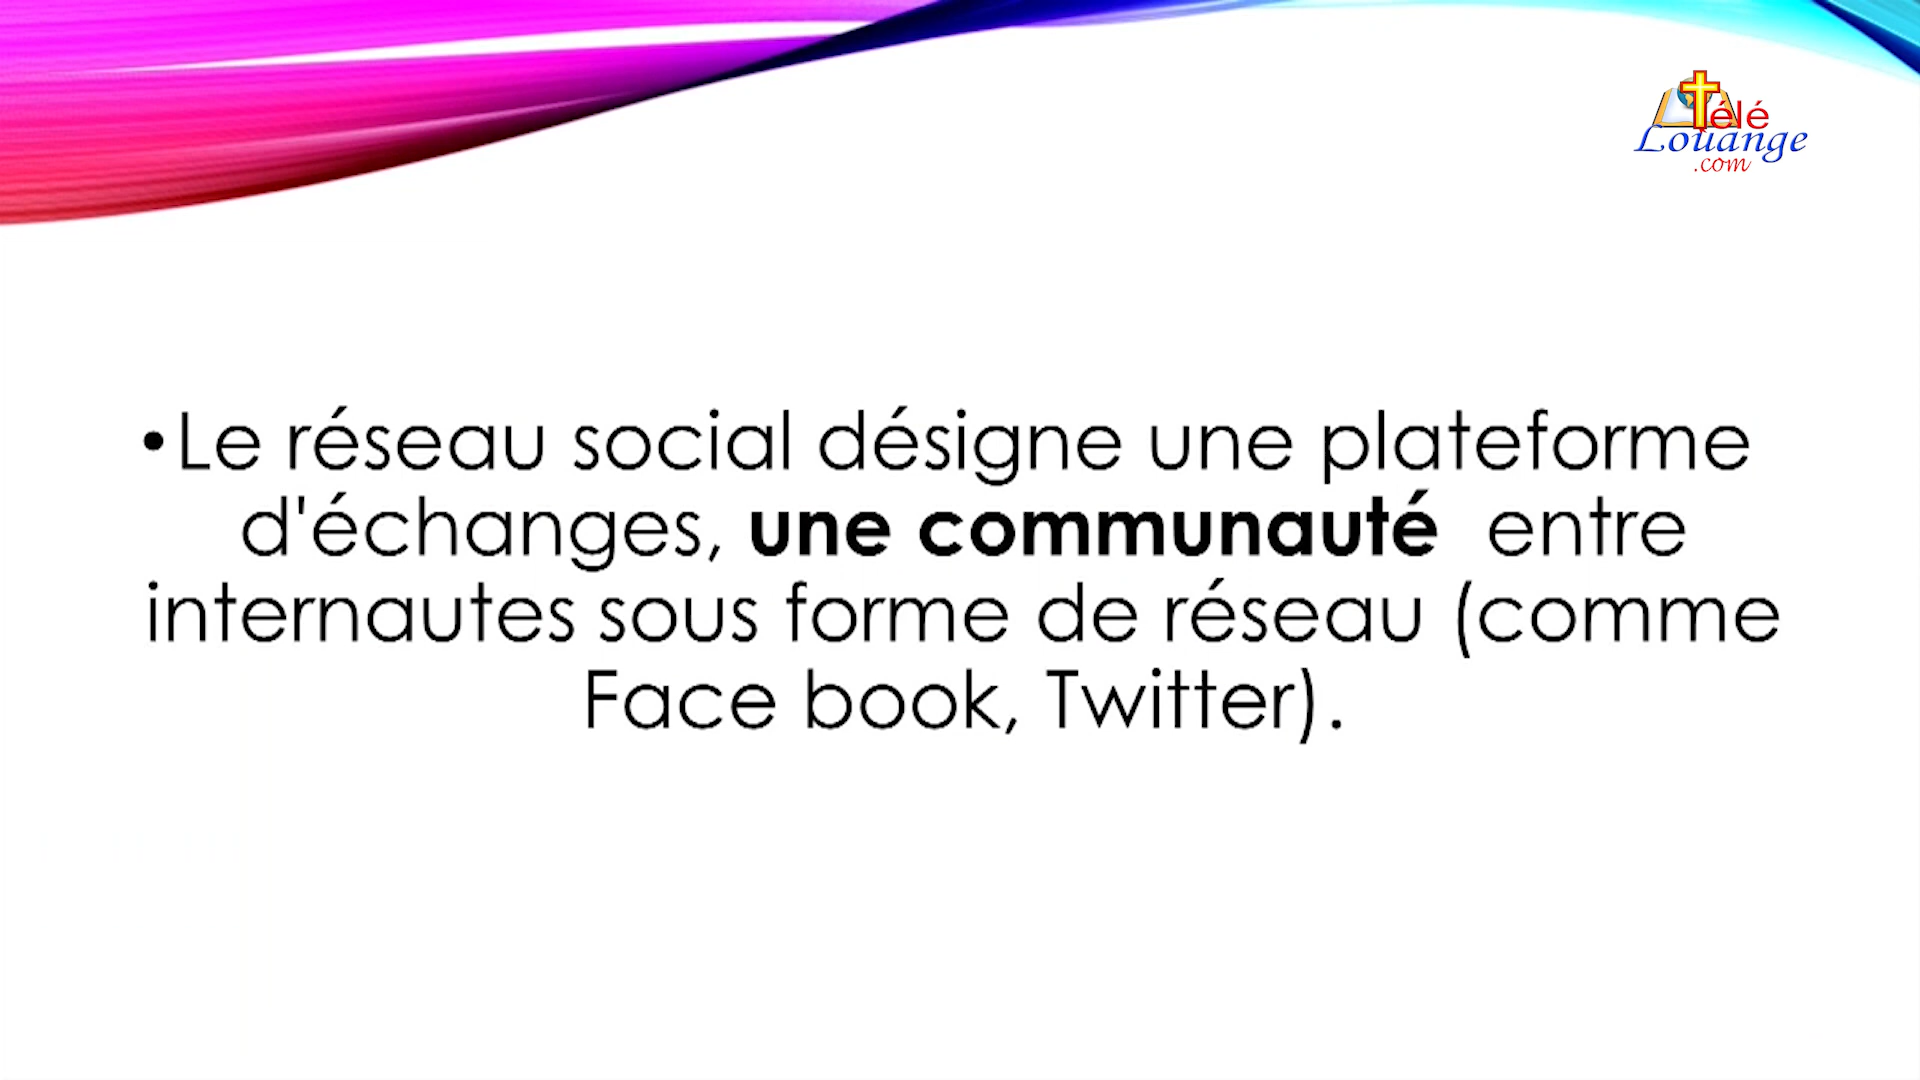 Télé
Louange
.com
•Le réseau social désigne une plateforme
d'échanges, une communauté  entre
internautes sous forme de réseau (comme
Face book, Twitter).